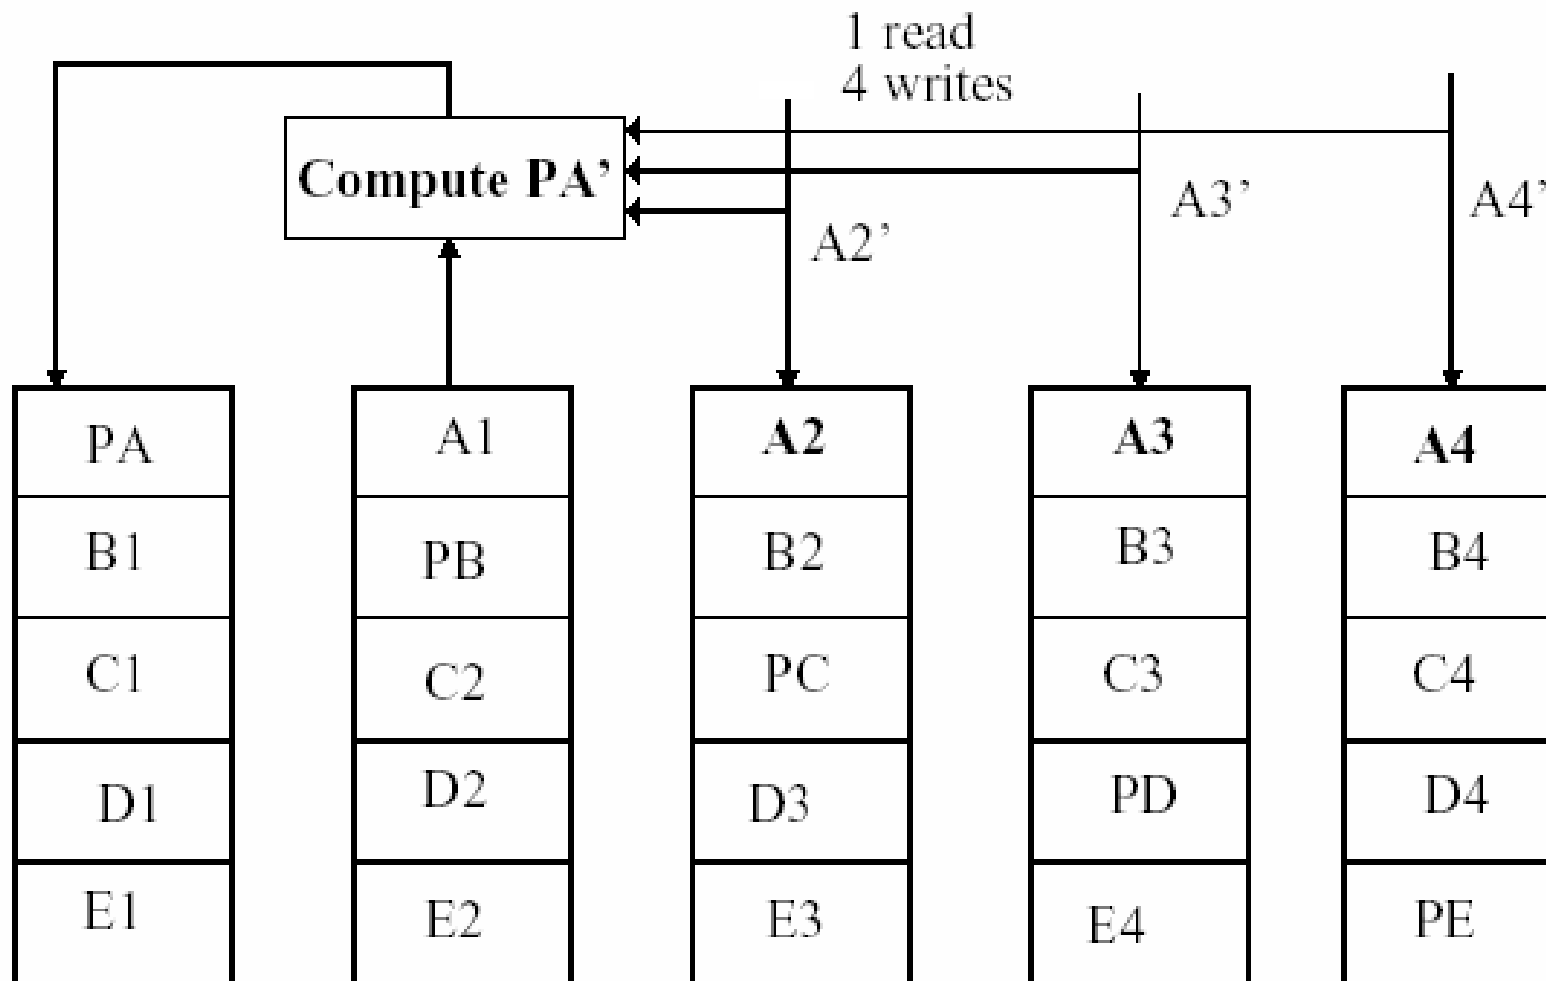 1 read
4 writes
Compute PA’
A2’
A3’
A4’
PA
A1
A2
A3
A4
B1
PB
B2
B3
B4
C1
C2
PC
C3
C4
D1
D2
D3
PD
D4
E1
E2
E3
E4
PE